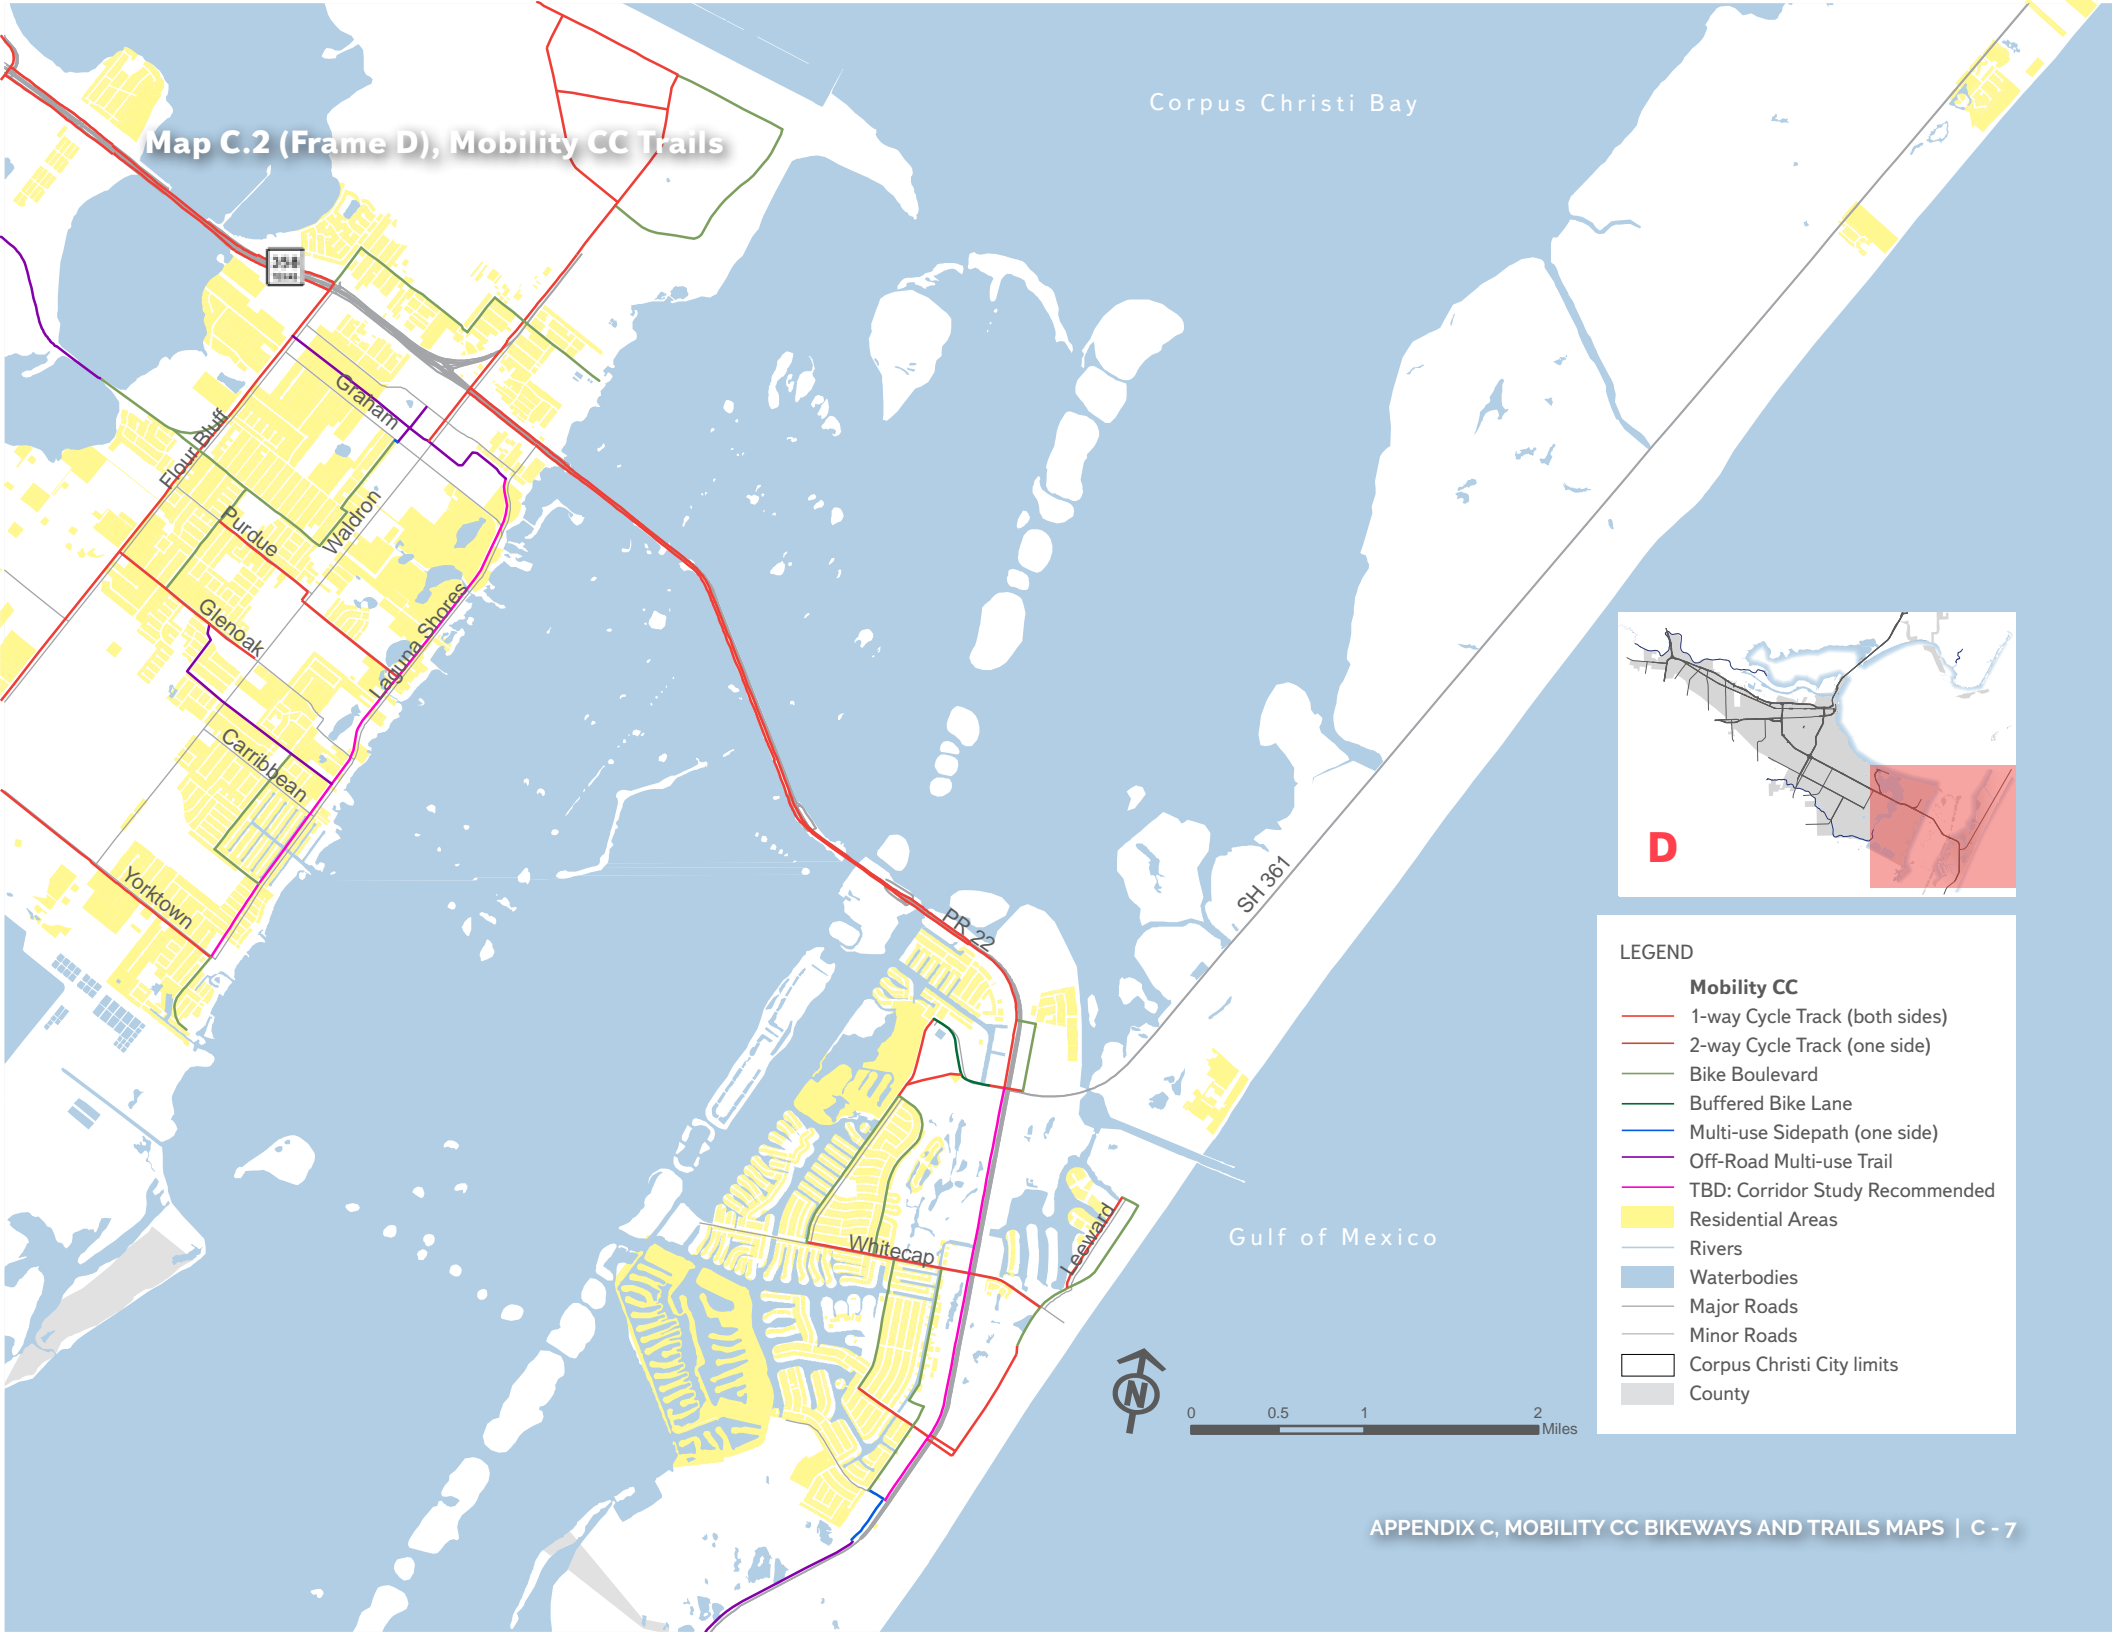 Corpus Christi Bay
Map C.2 (Frame D), Mobility CC Trails
358
Graham
Flour Bluff
Waldron
Purdue
Glenoak
Laguna Shores
Carribbean
Yorktown
SH 361
PR 22
Whitecap
Leeward
Gulf of Mexico
D
LEGEND
Mobility CC
1-way Cycle Track (both sides)
2-way Cycle Track (one side)
Bike Boulevard
Buffered Bike Lane
Multi-use Sidepath (one side)
Off-Road Multi-use Trail
TBD: Corridor Study Recommended
Residential Areas
Rivers
Waterbodies
Major Roads
Minor Roads
Corpus Christi City limits
County
N
0 0.5 1 2
Miles
APPENDIX C, MOBILITY CC BIKEWAYS AND TRAILS MAPS | C - 7